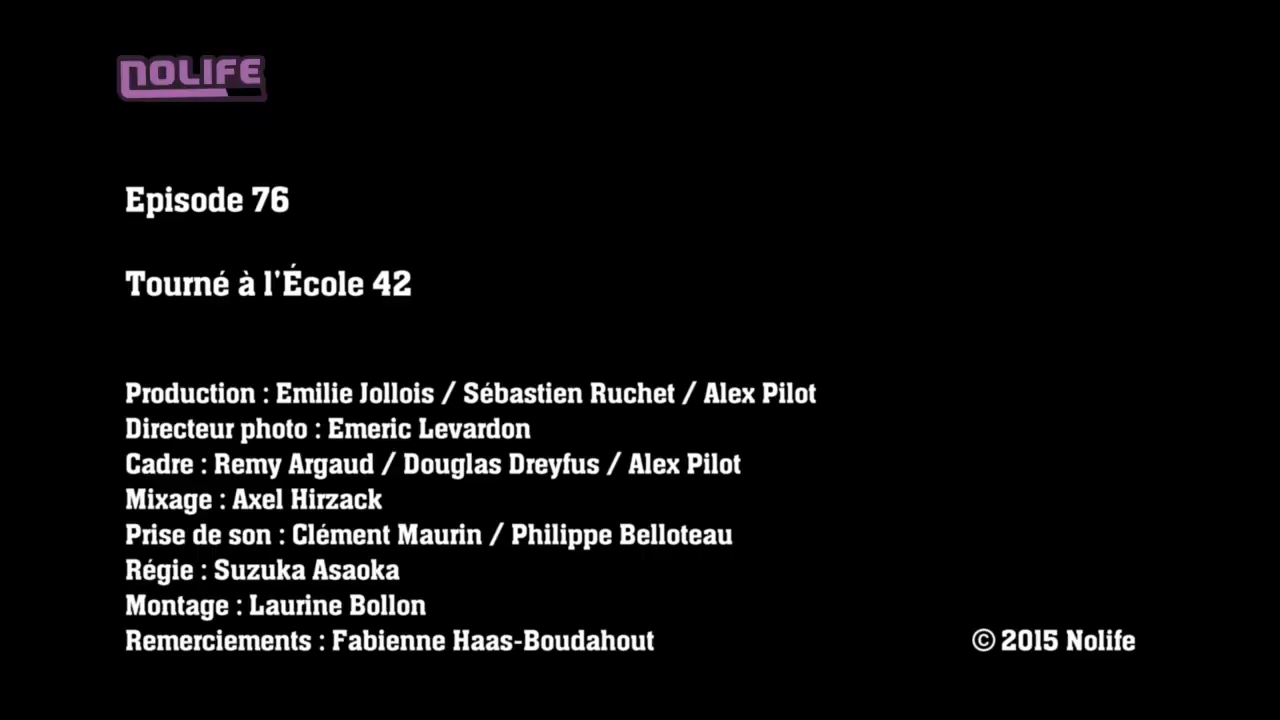 NOLIFE
Episode 76
Tourné à l'École 42
Production : Emilie Jollois / Sébastien Ruchet / Alex Pilot
Directeur photo : Emeric Levardon
Cadre : Remy Argaud / Douglas Dreyfus / Alex Pilot
Mixage : Axel Hirzack
Prise de son : Clément Maurin / Philippe Belloteau
Régie : Suzuka Asaoka
Montage : Laurine Bollon
Remerciements : Fabienne Haas-Boudahout
© 2015 Nolife